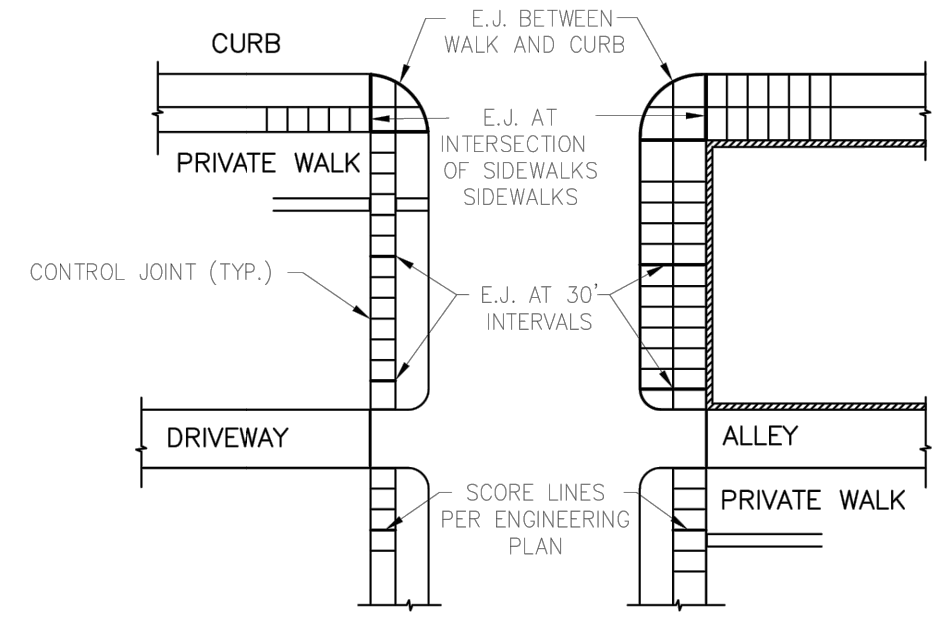 E.J. BETWEEN
WALK AND CURB
CURB
E.J. AT
INTERSECTION
OF SIDEWALKS
SIDEWALKS
PRIVATE WALK
CONTROL JOINT (TYP.)
E.J. AT 30'
INTERVALS
DRIVEWAY
ALLEY
SCORE LINES
PER ENGINEERING
PLAN
PRIVATE WALK